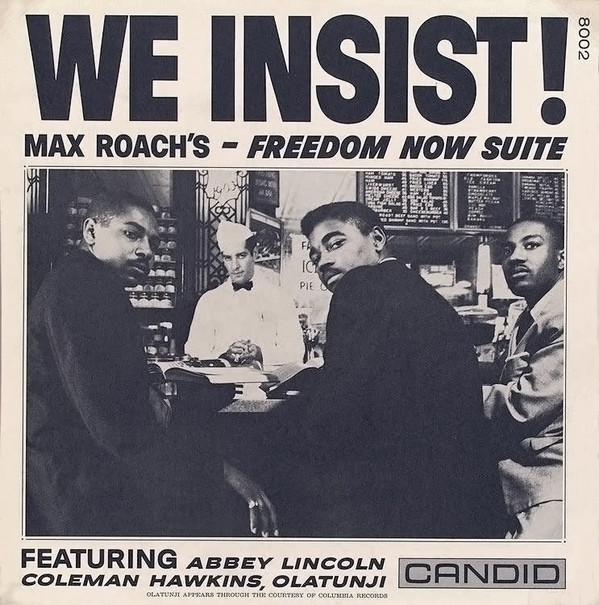 WE INSIST!
8002
MAX ROACH'S - FREEDOM NOW SUITE
FEATURING ABBEY LINCOLN
COLEMAN HAWKINS, OLATUNJI
CANDID
OLATUNJI APPEARS THROUGH THE COURTESY OF COLUMBIA RECORDS